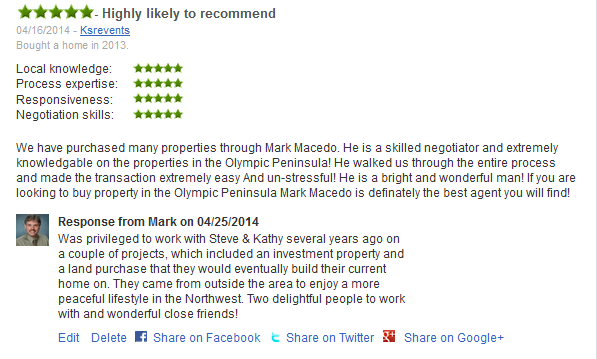 - Highly likely to recommend
04/16/2014 - Ksrevents
Bought a home in 2013.
Local knowledge:
Process expertise:
Responsiveness:
Negotiation skills:
We have purchased many properties through Mark Macedo. He is a skilled negotiator and extremely
knowledgable on the properties in the Olympic Peninsula! He walked us through the entire process
and made the transaction extremely easy And un-stressful! He is a bright and wonderful man! If you are
looking to buy property in the Olympic Peninsula Mark Macedo is definately the best agent you will find!
Response from Mark on 04/25/2014
Was privileged to work with Steve & Kathy several years ago on
a couple of projects, which included an investment property and
a land purchase that they would eventually build their current
home on. They came from outside the area to enjoy a more
peaceful lifestyle in the Northwest. Two delightful people to work
with and wonderful close friends!
Edit Delete Share on Facebook Share on Twitter Share on Google+